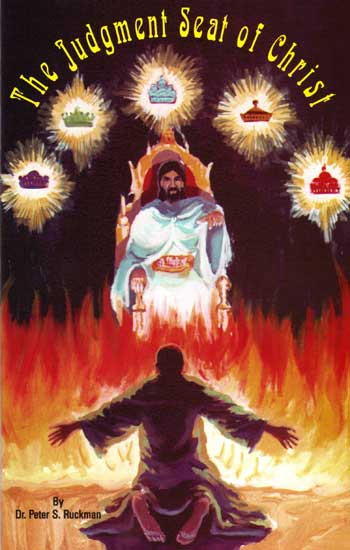 The Judgment Seat of Christ
By
Dr. Peter S. Ruckman